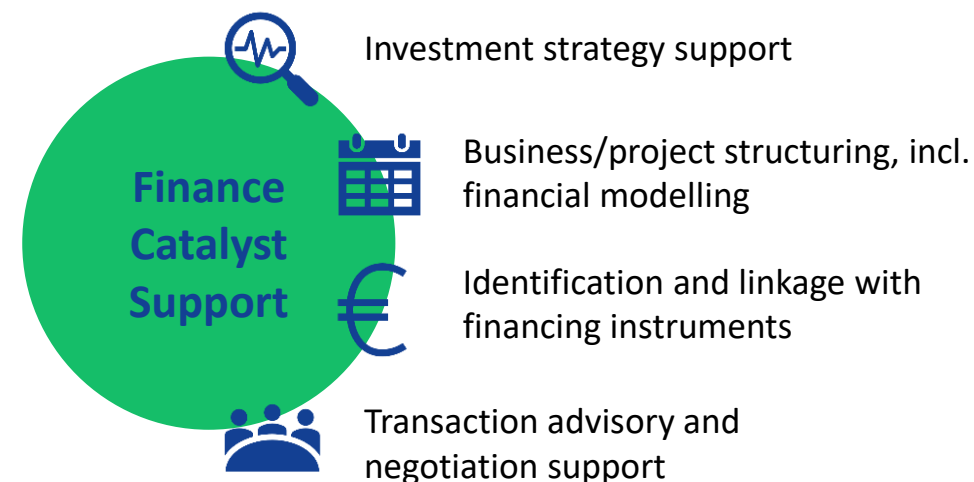 Investment strategy support
Finance
Catalyst
Support
Business/project structuring, incl.
financial modelling
Identification and linkage with
financing instruments
Transaction advisory and
negotiation support